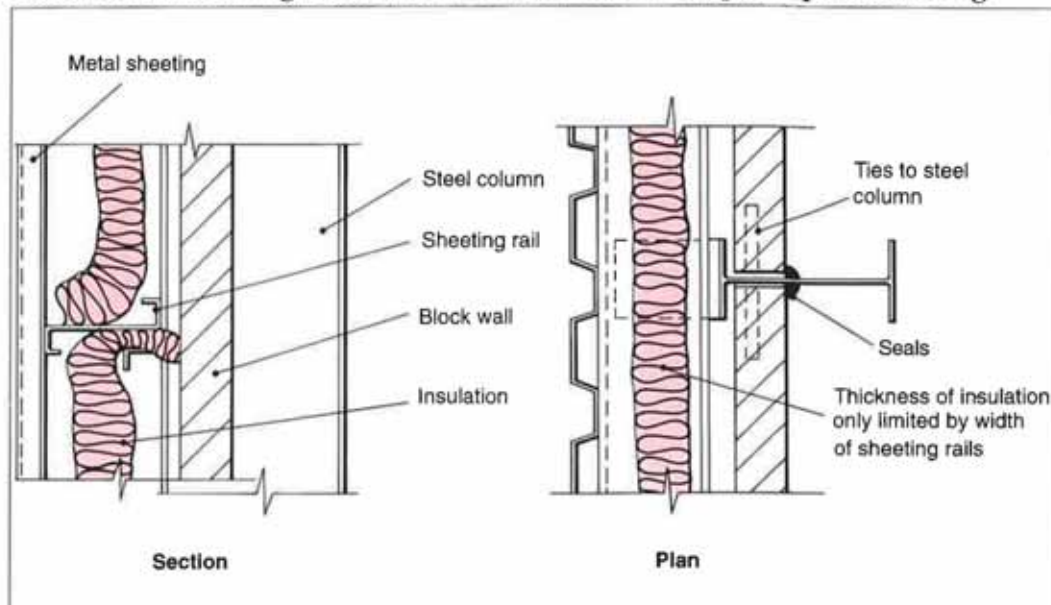 Metal sheeting
Steel column
Sheeting rail
Block wall
Insulation
Section
Ties to steel
column
Seals
Thickness of insulation
only limited by width
of sheeting rails
Plan